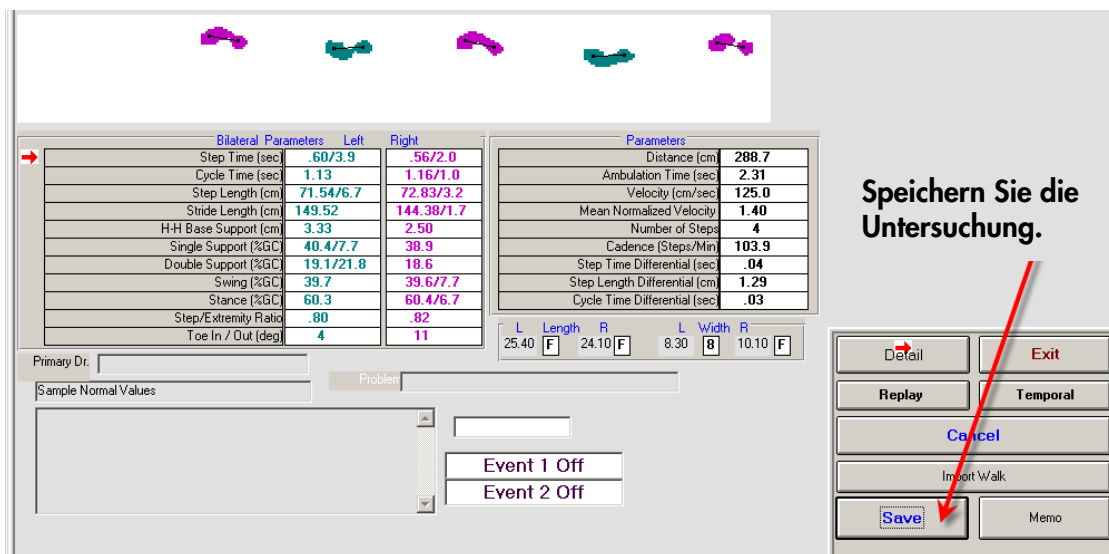 Bilateral Parameters Left Right
Step Time (sec) .60/3.9 .56/2.0
Cycle Time (sec) 1.13 1.16/1.0
Step Length (cm) 71.54/6.7 72.83/3.2
Stride Length (cm) 149.52 144.38/1.7
H-H Base Support (cm) 3.33 2.50
Single Support (%GC) 40.4/7.7 38.9
Double Support (%GC) 19.1/21.8 18.6
Swing (%GC) 39.7 39.6/7.7
Stance (%GC) 60.3 60.4/6.7
Step/Extremity Ratio .80 .82
Toe In / Out (deg) 4 11
Parameters
Distance (cm) 288.7
Ambulation Time (sec) 2.31
Velocity (cm/sec) 125.0
Mean Normalized Velocity 1.40
Number of Steps 4
Cadence (Steps/Min) 103.9
Step Time Differential (sec) .04
Step Length Differential (cm) 1.29
Cycle Time Differential (sec) .03
L Length R L Width R
25.40 F 24.10 F 8.30 8 10.10 F
Primary Dr.
Problem
Sample Normal Values
Event 1 Off
Event 2 Off
Speichern Sie die
Untersuchung.
Detail Exit
Replay Temporal
Cancel
Import Walk
Save Memo